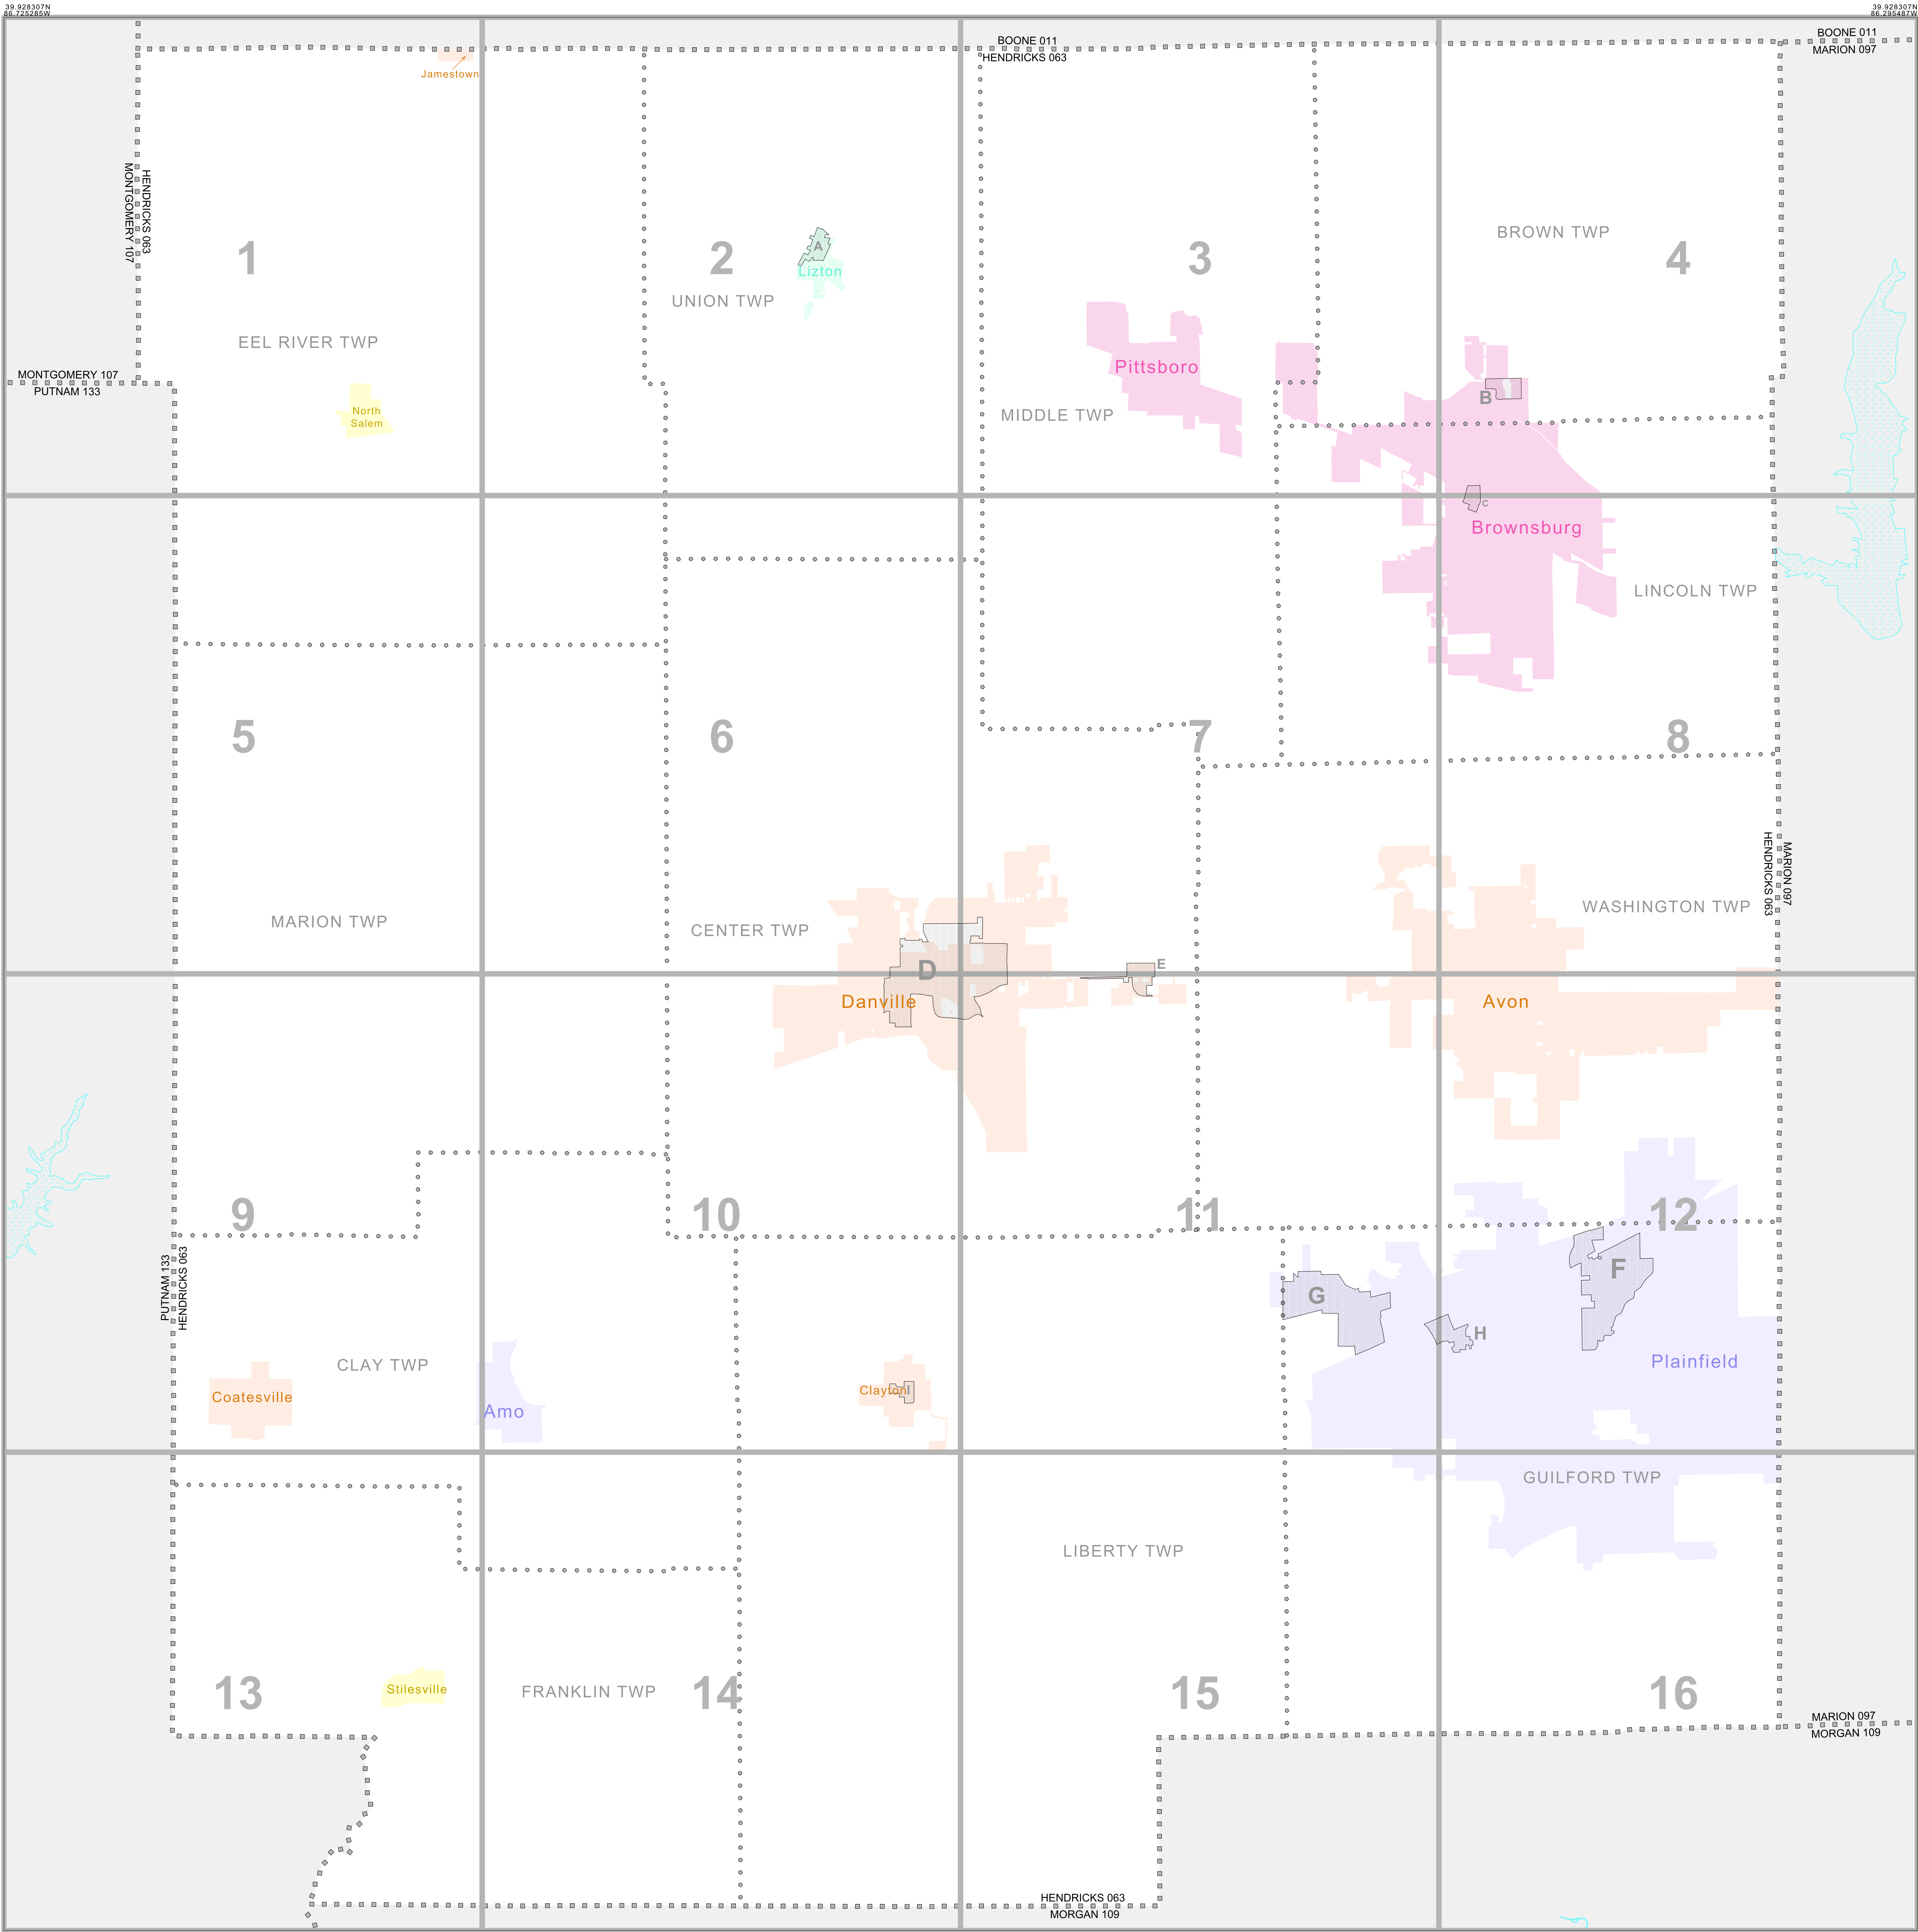 39.928307N
86.725285W
39.928307N
86.295487W
BOONE 011
HENDRICKS 063
BOONE 011
MARION 097
Jamestown
MONTGOMERY 107
HENDRICKS 063
1
2
3
4
BROWN TWP
A
Lizton
UNION TWP
EEL RIVER TWP
Pittsboro
MONTGOMERY 107
PUTNAM 133
B
North
Salem
MIDDLE TWP
C
Brownsburg
LINCOLN TWP
5
6
7
8
HENDRICKS 063
MARION 097
MARION TWP
CENTER TWP
WASHINGTON TWP
D
E
Danville
Avon
9
10
11
12
PUTNAM 133
HENDRICKS 063
F
G
H
CLAY TWP
Plainfield
Coatesville
Amo
Clayton
I
GUILFORD TWP
LIBERTY TWP
13
Stilesville
FRANKLIN TWP
14
15
16
MARION 097
MORGAN 109
HENDRICKS 063
MORGAN 109